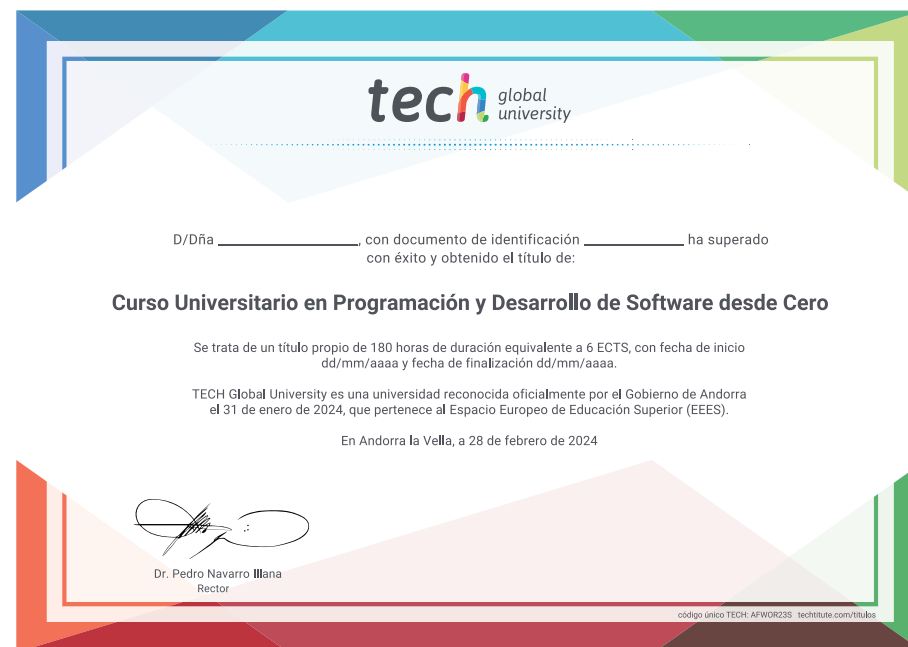 tech global university
D/Dña ____________________, con documento de identificación ______________ ha superado
con éxito y obtenido el título de:
Curso Universitario en Programación y Desarrollo de Software desde Cero
Se trata de un título propio de 180 horas de duración equivalente a 6 ECTS, con fecha de inicio
dd/mm/aaaa y fecha de finalización dd/mm/aaaa.
TECH Global University es una universidad reconocida oficialmente por el Gobierno de Andorra
el 31 de enero de 2024, que pertenece al Espacio Europeo de Educación Superior (EEES).
En Andorra la Vella, a 28 de febrero de 2024
Dr. Pedro Navarro Illana
Rector
código único TECH: AFWOR23S techtitute.com/titulos